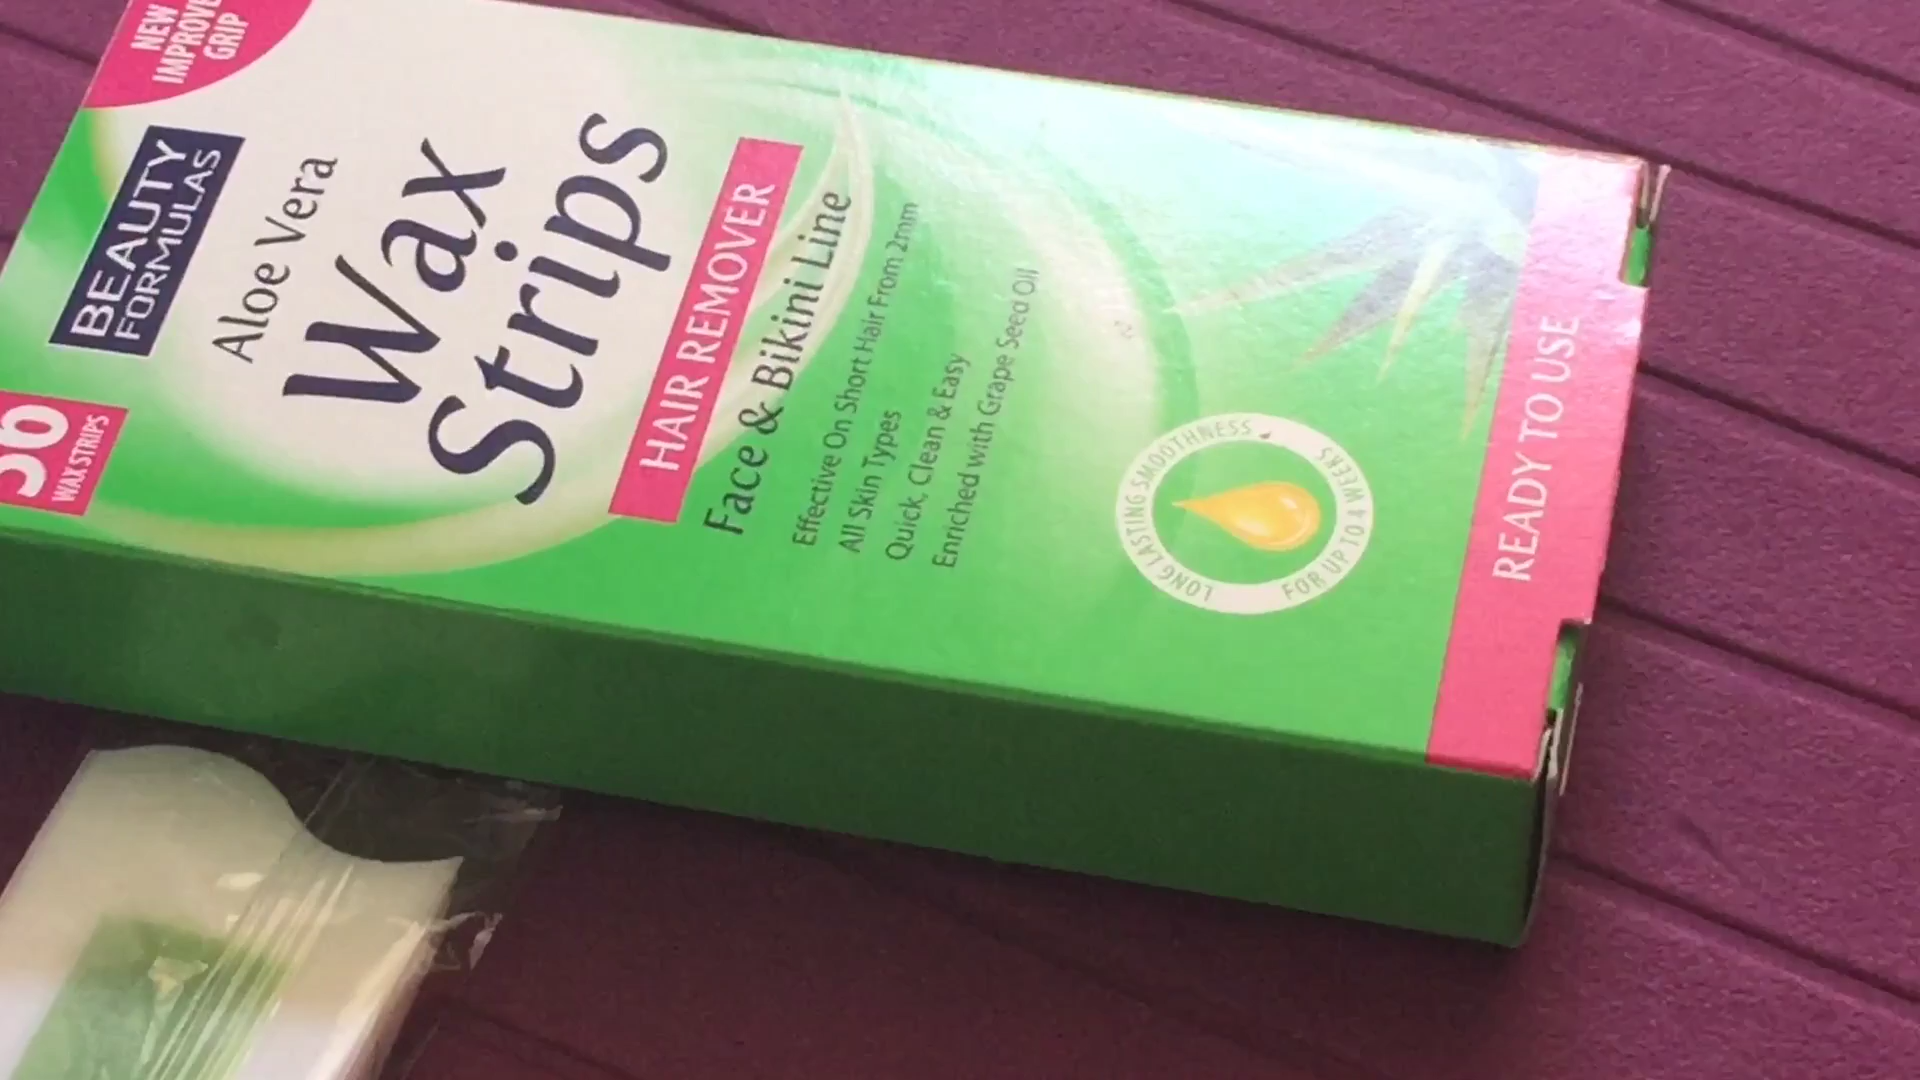 NEW
IMPROVE
GRIP
BEAUTY
FORMULAS
Aloe Vera
Wax
Strips
HAIR REMOVER
Face & Bikini Line
Effective On Short Hair From 2mm
All Skin Types
Quick, Clean & Easy
Enriched with Grape Seed Oil
WAX STRIPS
LONG LASTING SMOOTHNESS
FOR UP TO 4 WEEKS
READY TO USE